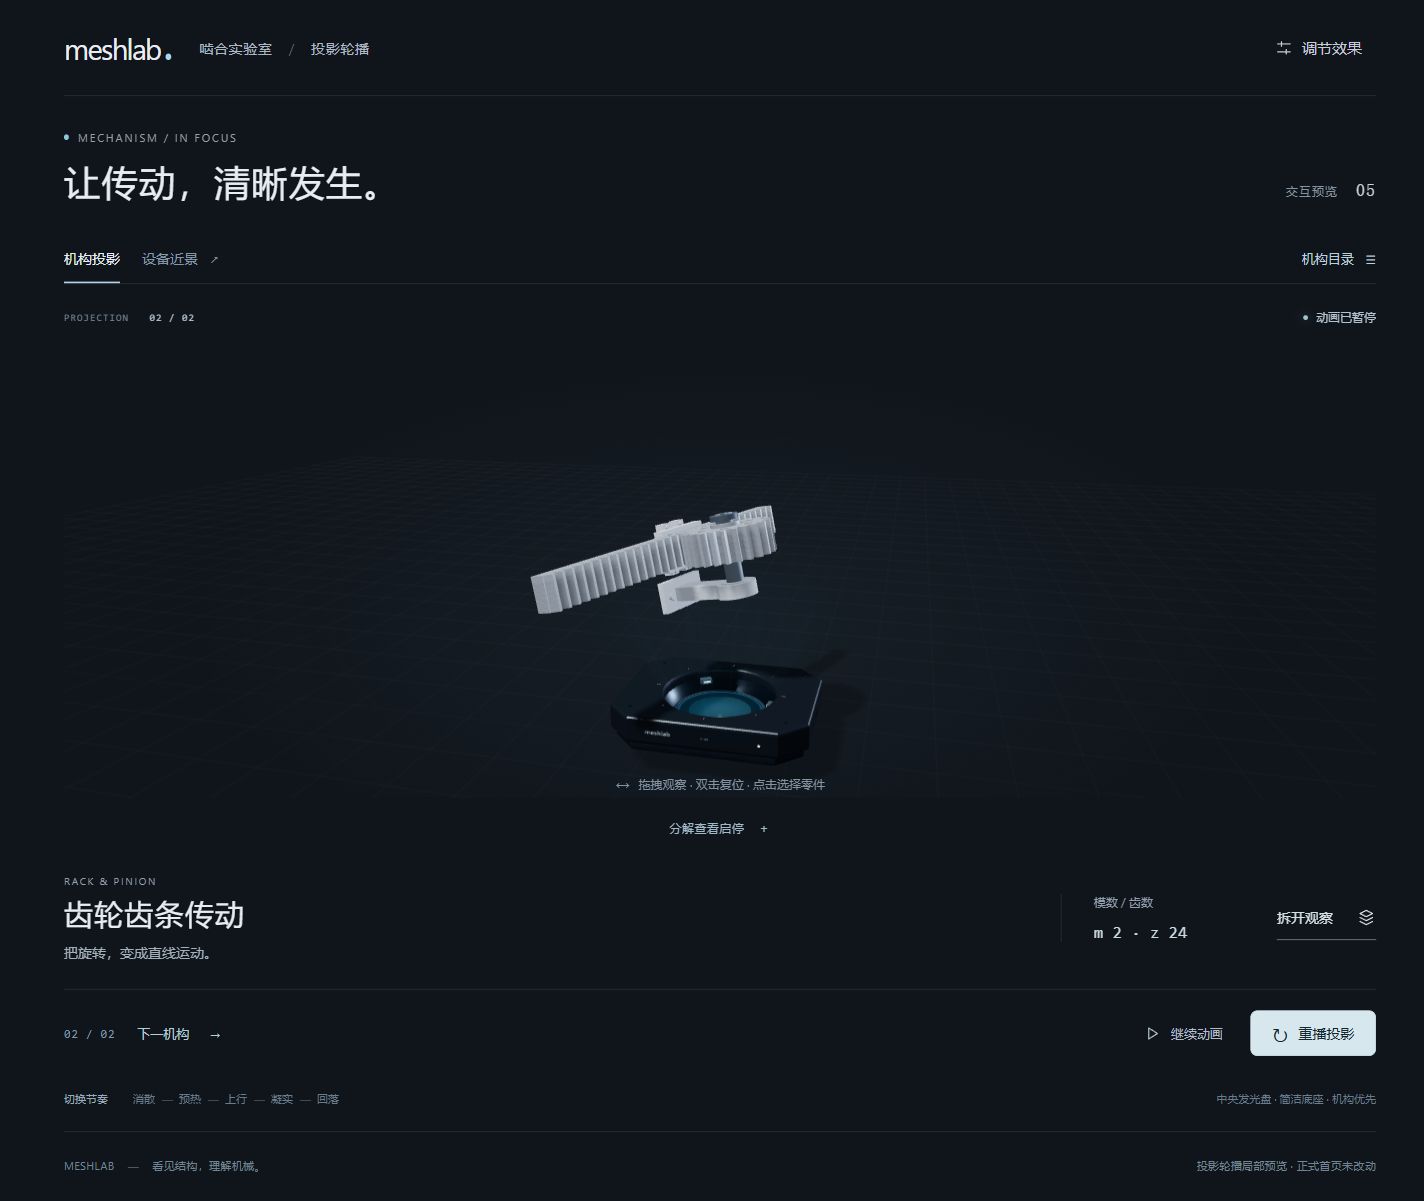 meshlab. 啮合实验室 / 投影轮播 调节效果
MECHANISM / IN FOCUS
让传动，清晰发生。
交互预览 05
机构投影 设备近景 ↗ 机构目录 ☰
PROJECTION 02 / 02 动画已暂停
meshlab
↔ 拖拽观察 · 双击复位 · 点击选择零件
分解查看启停 +
RACK & PINION
齿轮齿条传动
把旋转，变成直线运动。
模数 / 齿数
m 2 · z 24
拆开观察
02 / 02 下一机构 → 继续动画 重播投影
切换节奏 消散 — 预热 — 上行 — 凝实 — 回落 中央发光盘 · 简洁底座 · 机构优先
MESHLAB — 看见结构，理解机械。 投影轮播局部预览 · 正式首页未改动